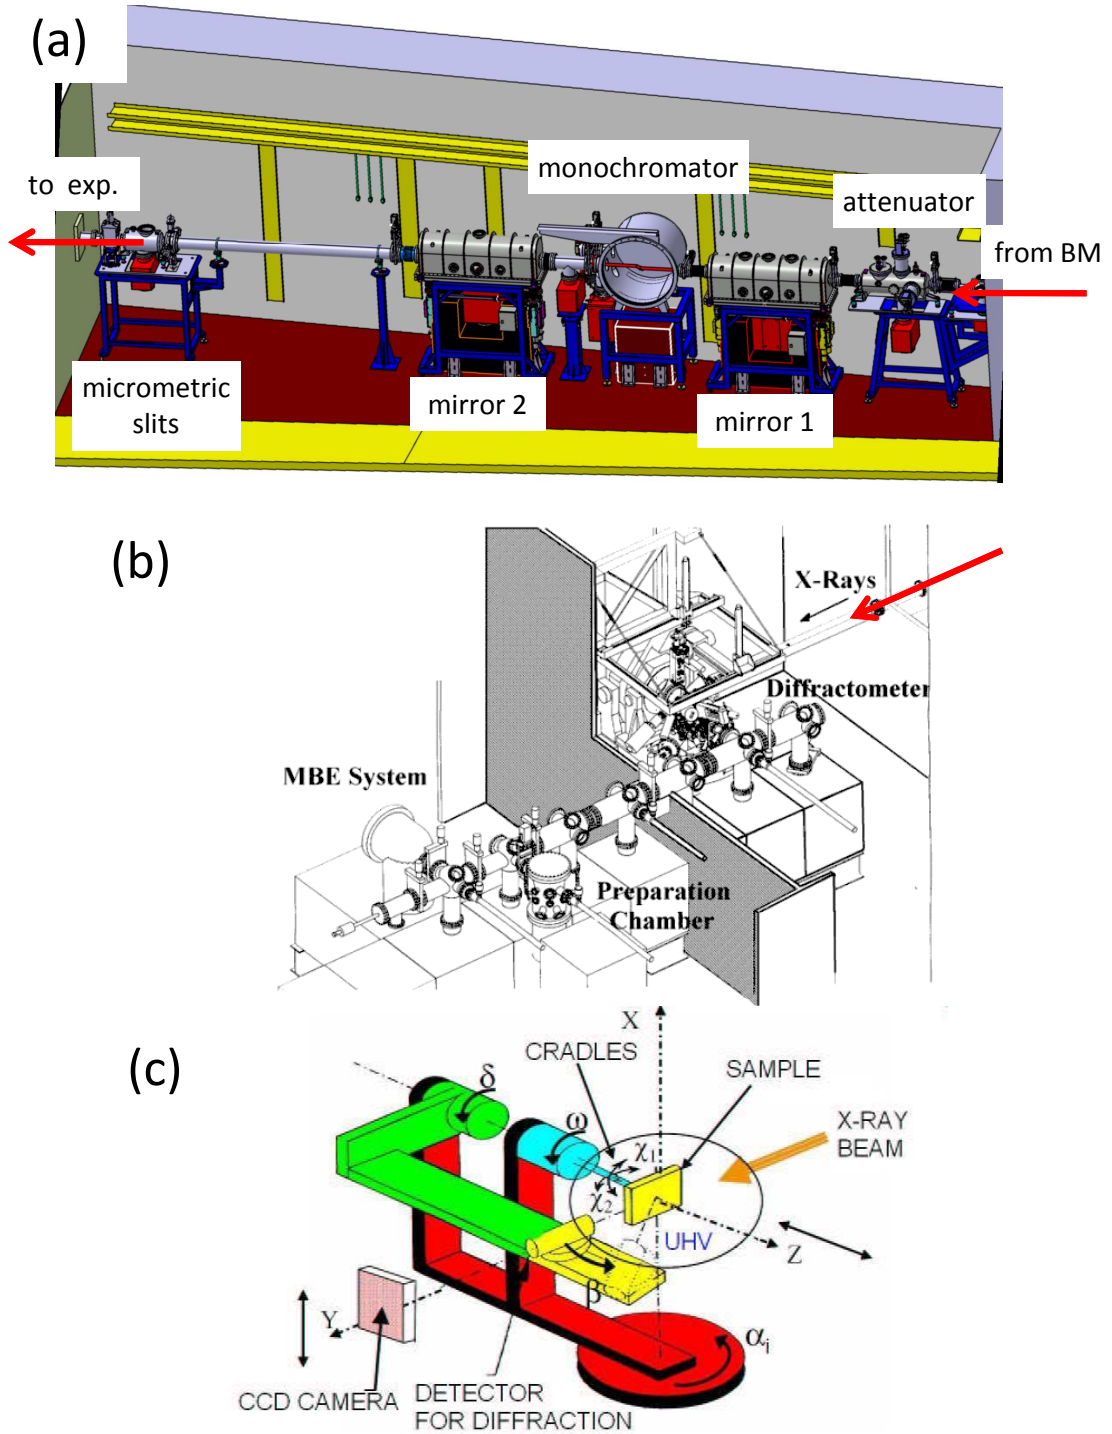 (a)
monochromator
to exp.
attenuator
from BM
micrometric
slits
mirror 2
mirror 1
(b)
X-Rays
Diffractometer
MBE System
Preparation
Chamber
(c)
X
CRADLES
SAMPLE
δ
ω
X-RAY
BEAM
χ1
χ2
UHV
Z
β
Y
αi
CCD CAMERA
DETECTOR
FOR DIFFRACTION